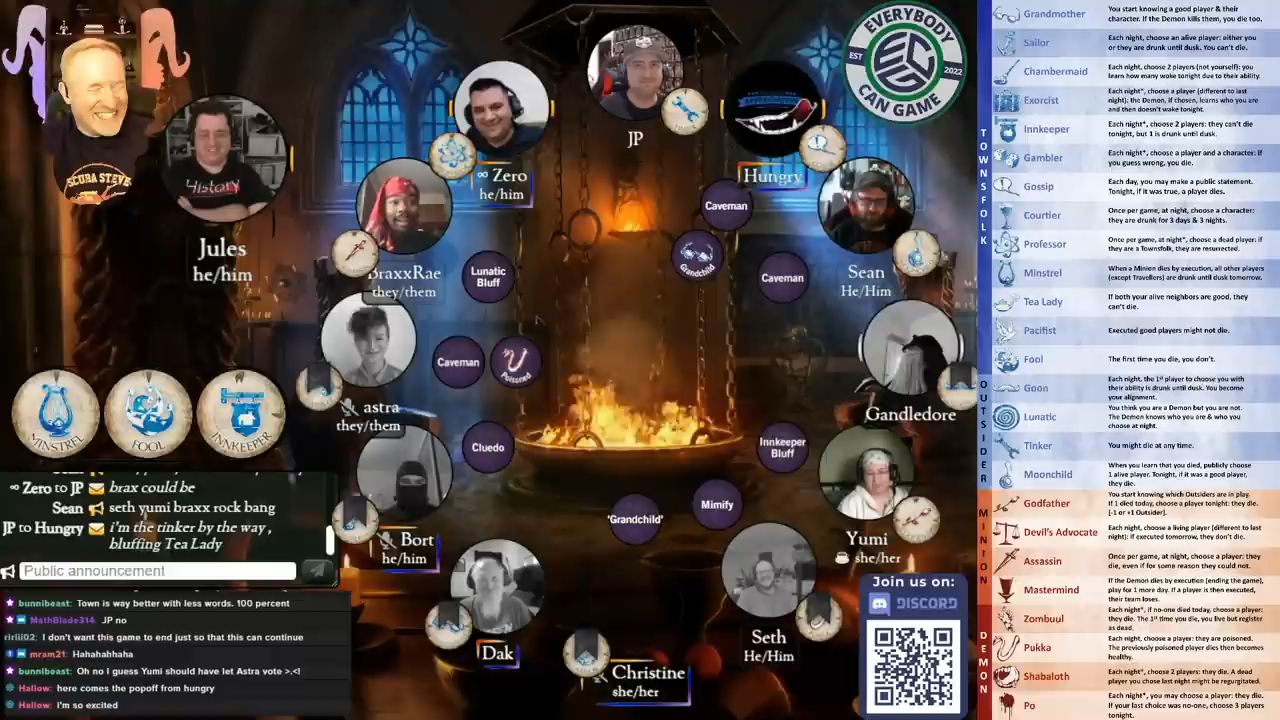 EVERYBODY
EST
2022
CAN GAME
SCUBA STEVE
History
Jules
he/him
JP
∞ Zero
he/him
Hungry
Caveman
Grandchild
Caveman
Sean
He/Him
BraxxRae
they/them
Lunatic
Bluff
Caveman
Poisoned
astra
they/them
Cluedo
Gandledore
Innkeeper
Bluff
'Grandchild'
Mimify
Yumi
she/her
Bort
he/him
Dak
Christine
she/her
Seth
He/Him
MINSTREL
FOOL
INNKEEPER
∞ Zero to JP brax could be
Sean seth yumi braxx rock bang
JP to Hungry i'm the tinker by the way ,
bluffing Tea Lady
Public announcement
bunnibeast: Town is way better with less words. 100 percent
MathBlade314: JP no
ririii02: I don't want this game to end just so that this can continue
mram21: Hahahahhaha
bunnibeast: Oh no I guess Yumi should have let Astra vote >.<!
Hallow: here comes the popoff from hungry
Hallow: I'm so excited
Join us on:
DISCORD
TOWNSFOLK
Grandmother You start knowing a good player & their
character. If the Demon kills them, you die too.
Sailor Each night, choose an alive player: either you
or they are drunk until dusk. You can't die.
Chambermaid Each night, choose 2 players (not yourself): you
learn how many woke tonight due to their ability.
Exorcist Each night*, choose a player (different to last
night): the Demon, if chosen, learns who you are
and then doesn't wake tonight.
Innkeeper Each night*, choose 2 players: they can't die
tonight, but 1 is drunk until dusk.
Gambler Each night*, choose a player and a character: if
you guess wrong, you die.
Gossip Each day, you may make a public statement.
Tonight, if it was true, a player dies.
Courtier Once per game, at night, choose a character:
they are drunk for 3 days & 3 nights.
Professor Once per game, at night*, choose a dead player: if
they are a Townsfolk, they are resurrected.
Minstrel When a Minion dies by execution, all other players
(except Travellers) are drunk until dusk tomorrow.
Tea Lady If both your alive neighbors are good, they
can't die.
Pacifist Executed good players might not die.
Fool The first time you die, you don't.
OUTSIDER
Goon Each night, the 1st player to choose you with
their ability is drunk until dusk. You become
your alignment.
Lunatic You think you are a Demon but you are not.
The Demon knows who you are & who you
choose at night.
Tinker You might die at any time.
Moonchild When you learn that you died, publicly choose
1 alive player. Tonight, if it was a good player,
they die.
MINION
Godfather You start knowing which Outsiders are in play.
If 1 died today, choose a player tonight: they die.
[-1 or +1 Outsider].
Devil's Advocate Each night, choose a living player (different to last
night): if executed tomorrow, they don't die.
Assassin Once per game, at night, choose a player: they
die, even if for some reason they could not.
Mastermind If the Demon dies by execution (ending the game),
play for 1 more day. If a player is then executed,
their team loses.
DEMON
Zombuul Each night*, if no-one died today, choose a player:
they die. The 1st time you die, you live but register
as dead.
Pukka Each night, choose a player: they are poisoned.
The previously poisoned player dies then becomes
healthy.
Shabaloth Each night*, choose 2 players: they die. A dead
player you chose last night might be regurgitated.
Po Each night*, you may choose a player: they die.
If your last choice was no-one, choose 3 players
tonight.